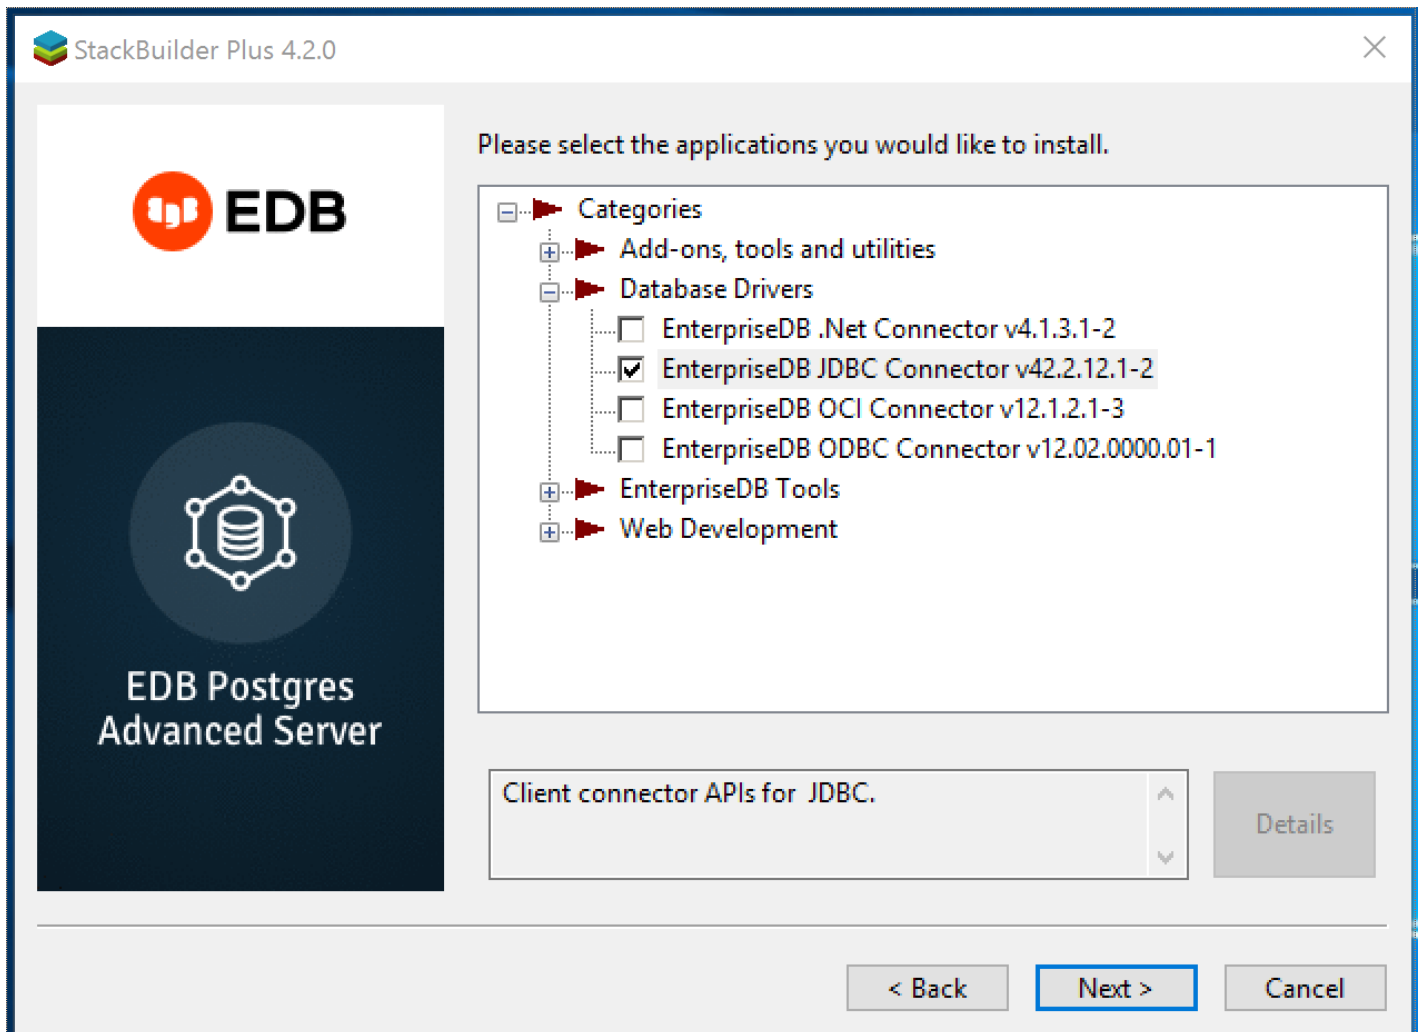 StackBuilder Plus 4.2.0
EDB
EDB Postgres
Advanced Server
Please select the applications you would like to install.
Categories
Add-ons, tools and utilities
Database Drivers
EnterpriseDB .Net Connector v4.1.3.1-2
EnterpriseDB JDBC Connector v42.2.12.1-2
EnterpriseDB OCI Connector v12.1.2.1-3
EnterpriseDB ODBC Connector v12.02.0000.01-1
EnterpriseDB Tools
Web Development
Client connector APIs for  JDBC.
Details
< Back
Next >
Cancel